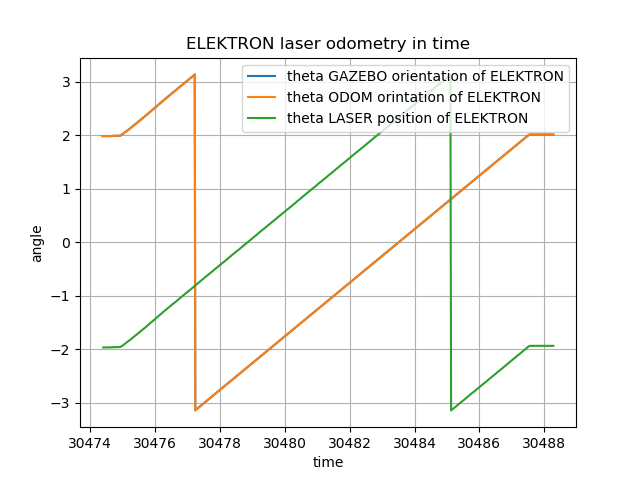 ELEKTRON laser odometry in time
theta GAZEBO orientation of ELEKTRON
theta ODOM orintation of ELEKTRON
theta LASER position of ELEKTRON
angle
3
2
1
0
−1
−2
−3
30474 30476 30478 30480 30482 30484 30486 30488
time